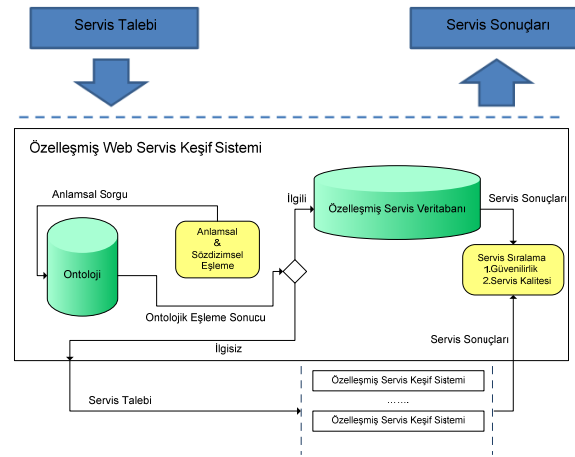 Servis Talebi
Servis Sonuçları
Özelleşmiş Web Servis Keşif Sistemi
Anlamsal Sorgu
İlgili
Özelleşmiş Servis Veritabanı
Servis Sonuçları
Anlamsal
&
Sözdizimsel
Eşleme
Ontoloji
Servis Sıralama
1.Güvenilirlik
2.Servis Kalitesi
Ontolojik Eşleme Sonucu
İlgisiz
Servis Sonuçları
Servis Talebi
Özelleşmiş Servis Keşif Sistemi
.......
Özelleşmiş Servis Keşif Sistemi